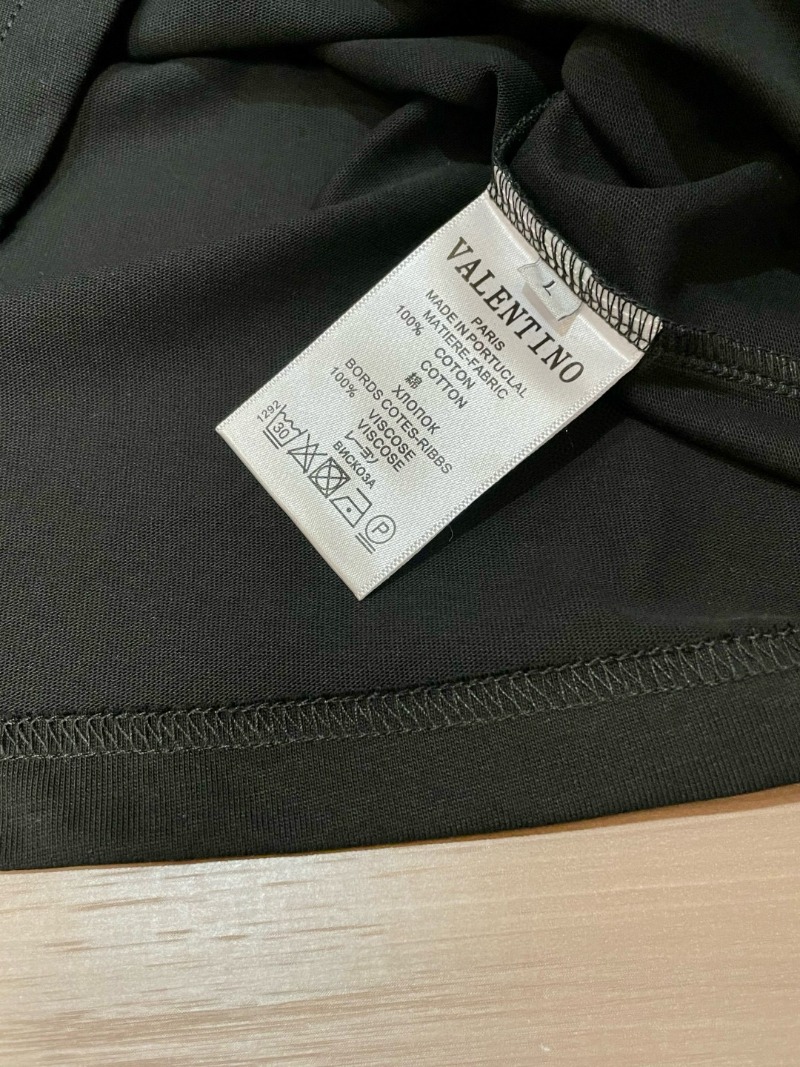 VALENTINO
L
PARIS
MADE IN PORTUCLAL
MATIERE-FABRIC
100% COTON
COTTON
綿
ХЛОПОК
BORDS COTES-RIBBS
100% VISCOSE
VISCOSE
レーヨン
ВИСКОЗА
1292
30
P